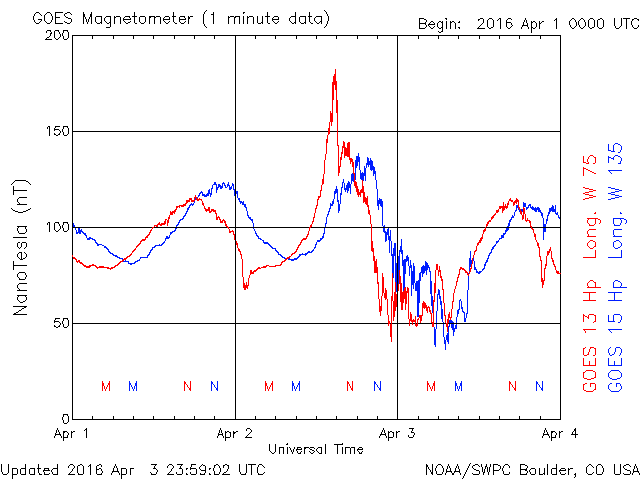 GOES Magnetometer (1 minute data)
Begin: 2016 Apr 1 0000 UTC
200
150
100
50
0
NanoTesla (nT)
M M N N M M N N M M N N
Apr 1 Apr 2 Apr 3 Apr 4
Universal Time
GOES 13 Hp Long. W 75
GOES 15 Hp Long. W 135
Updated 2016 Apr 3 23:59:02 UTC
NOAA/SWPC Boulder, CO USA